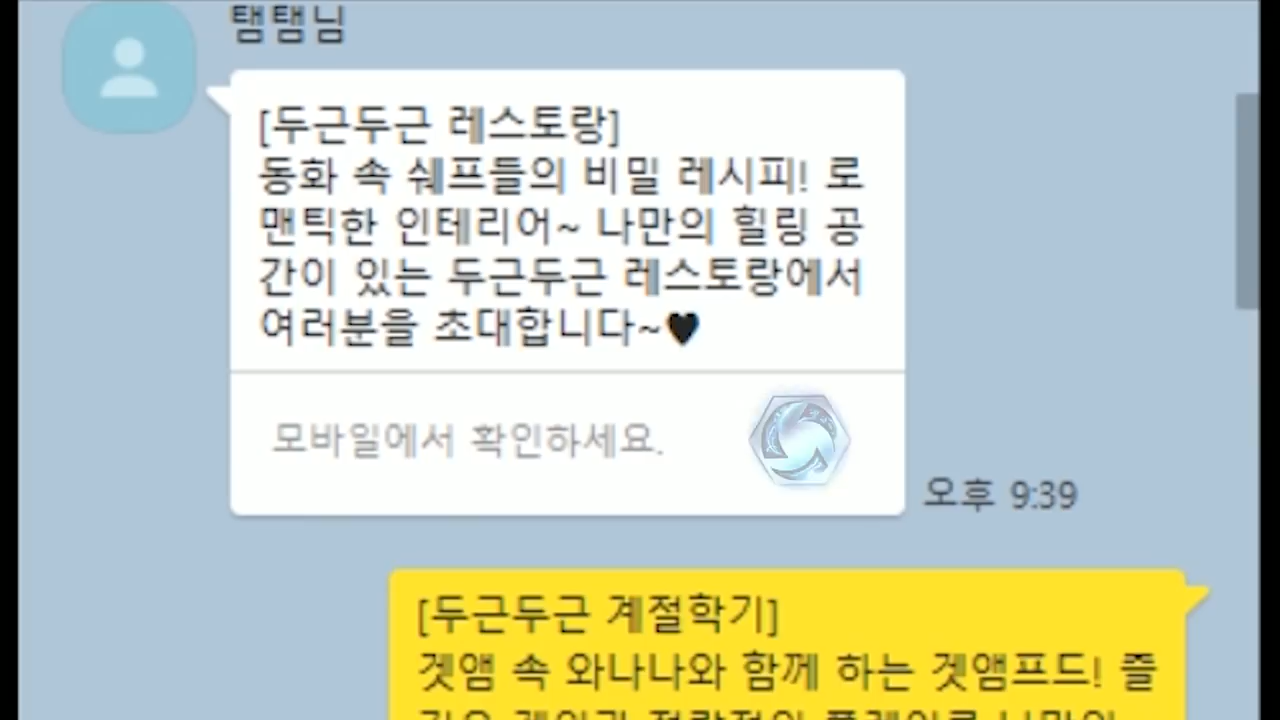 탬탬님
[두근두근 레스토랑]
동화 속 쉐프들의 비밀 레시피! 로
맨틱한 인테리어~ 나만의 힐링 공
간이 있는 두근두근 레스토랑에서
여러분을 초대합니다~♥
모바일에서 확인하세요.
오후 9:39
[두근두근 계절학기]
겟앰 속 와나나와 함께 하는 겟앰프드! 즐